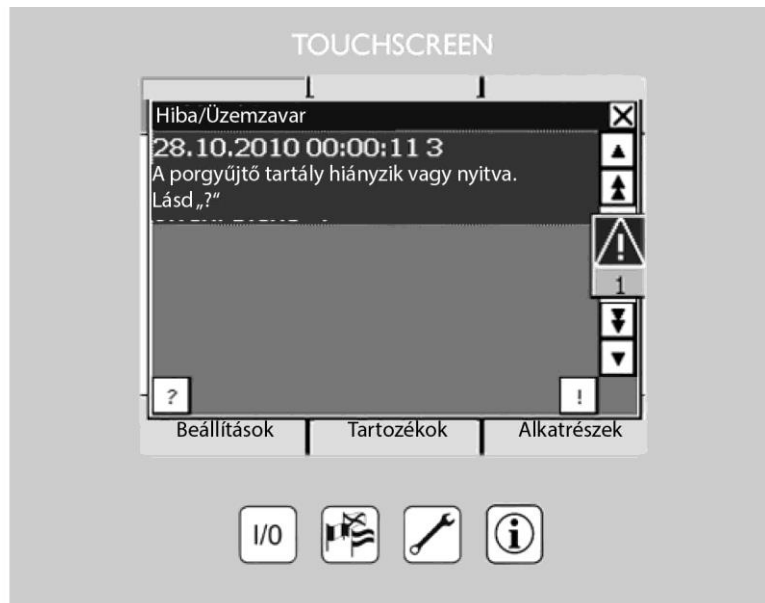 TOUCHSCREEN
Hiba/Üzemzavar
28.10.2010 00:00:11 3
A porgyűjtő tartály hiányzik vagy nyitva.
Lásd „?“
1
? !
Beállítások Tartozékok Alkatrészek
I/0